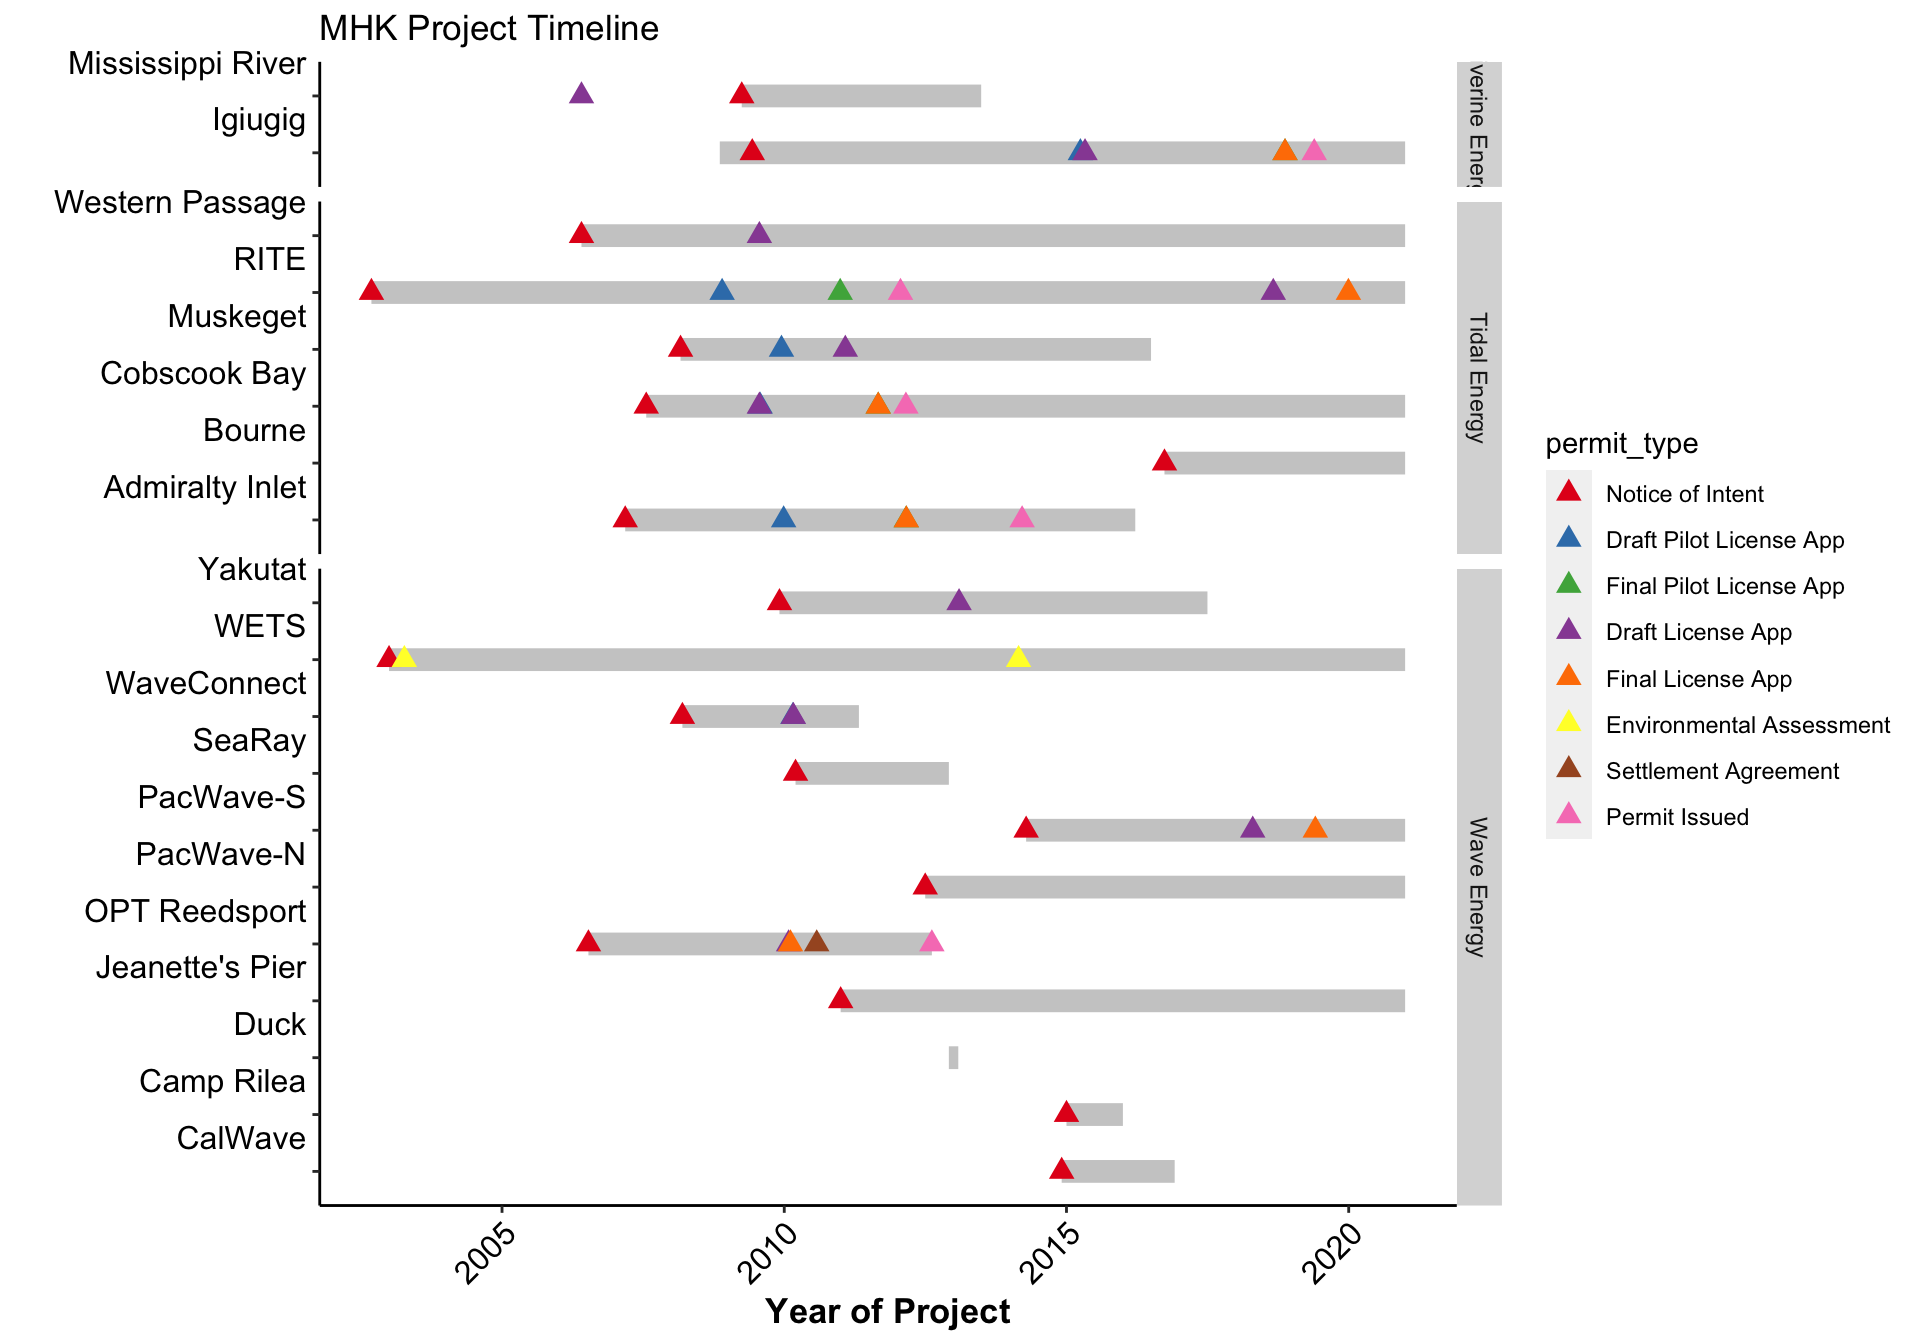 MHK Project Timeline
Mississippi River
Igiugig
verine Energ
Western Passage
RITE
Muskeget
Cobscook Bay
Bourne
Admiralty Inlet
Tidal Energy
Yakutat
WETS
WaveConnect
SeaRay
PacWave-S
PacWave-N
OPT Reedsport
Jeanette's Pier
Duck
Camp Rilea
CalWave
Wave Energy
2005
2010
2015
2020
Year of Project
permit_type
Notice of Intent
Draft Pilot License App
Final Pilot License App
Draft License App
Final License App
Environmental Assessment
Settlement Agreement
Permit Issued